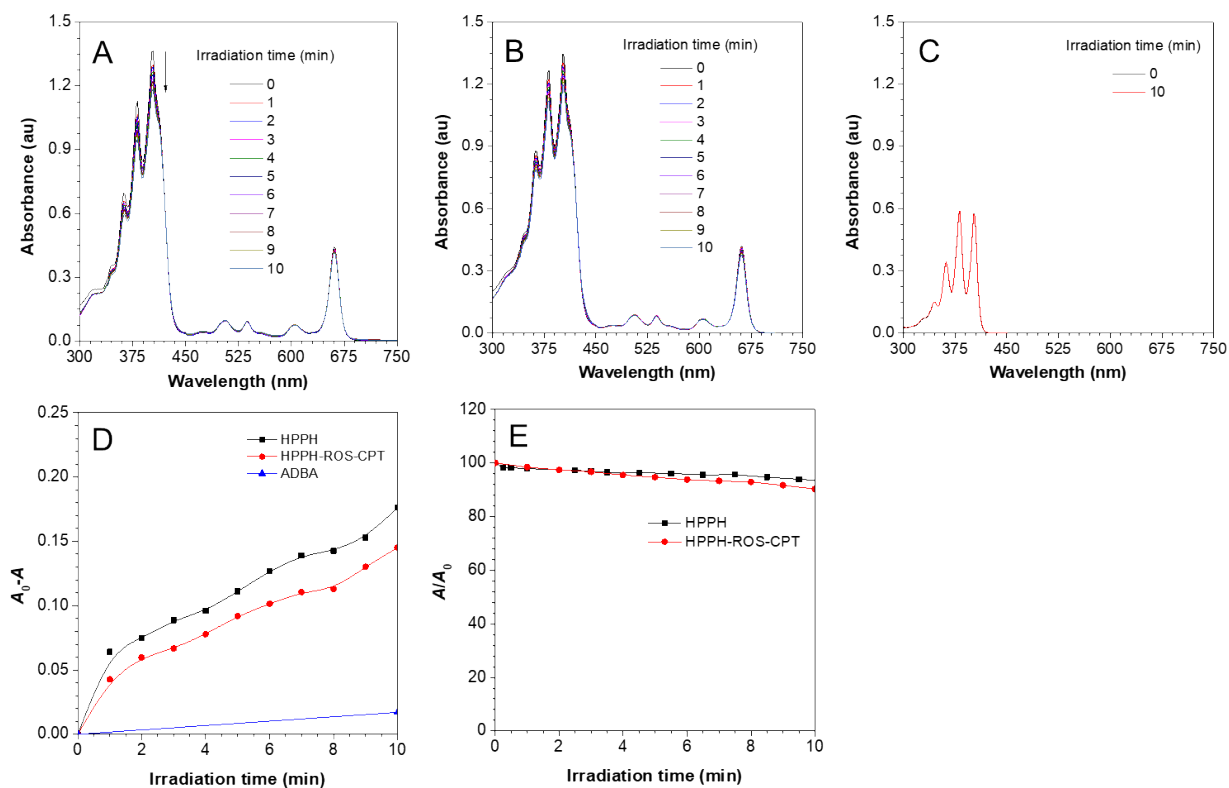 A
Irradiation time (min)
0
1
2
3
4
5
6
7
8
9
10
1.5
1.2
0.9
0.6
0.3
0.0
Absorbance (au)
300 375 450 525 600 675 750
Wavelength (nm)
B
Irradiation time (min)
0
1
2
3
4
5
6
7
8
9
10
1.5
1.2
0.9
0.6
0.3
0.0
Absorbance (au)
300 375 450 525 600 675 750
Wavelength (nm)
C
Irradiation time (min)
0
10
1.5
1.2
0.9
0.6
0.3
0.0
Absorbance (au)
300 375 450 525 600 675 750
Wavelength (nm)
D
HPPH
HPPH-ROS-CPT
ADBA
0.25
0.20
0.15
0.10
0.05
0.00
A0-A
0 2 4 6 8 10
Irradiation time (min)
E
HPPH
HPPH-ROS-CPT
120
100
80
60
40
20
0
A/A0
0 2 4 6 8 10
Irradiation time (min)